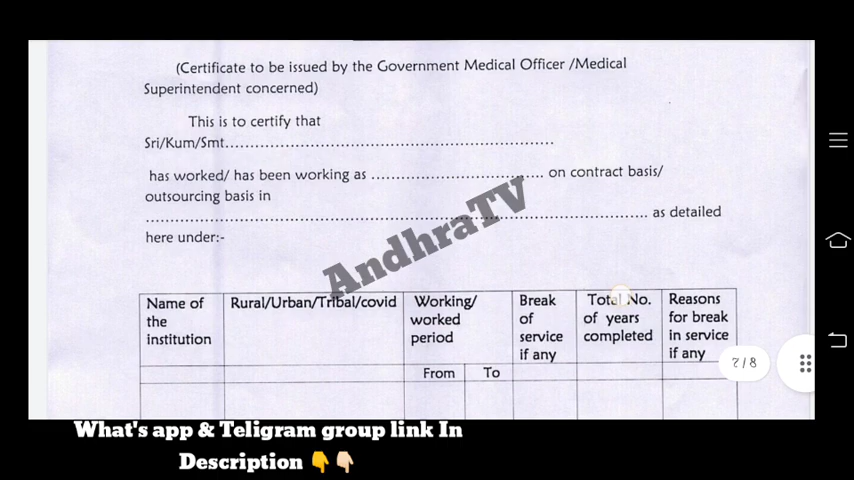 (Certificate to be issued by the Government Medical Officer /Medical
Superintendent concerned)
This is to certify that
Sri/Kum/Smt......................................................................
has worked/ has been working as ..................................... on contract basis/
outsourcing basis in
............................................................................................................. as detailed
here under:-
AndhraTV
Name of the institution
Rural/Urban/Tribal/covid
Working/ worked period
Break of service if any
Total No. of years completed
Reasons for break in service if any
From
To
7/8
What's app & Teligram group link In
Description 👇👇🏻